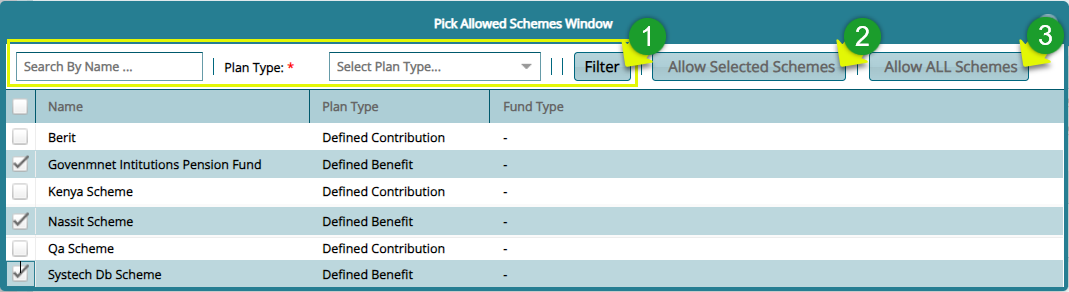 Pick Allowed Schemes Window
1 2 3
Search By Name ... Plan Type: * Select Plan Type... Filter Allow Selected Schemes Allow ALL Schemes
Name Plan Type Fund Type
Berit Defined Contribution -
Govenmnet Intitutions Pension Fund Defined Benefit -
Kenya Scheme Defined Contribution -
Nassit Scheme Defined Benefit -
Qa Scheme Defined Contribution -
Systech Db Scheme Defined Benefit -